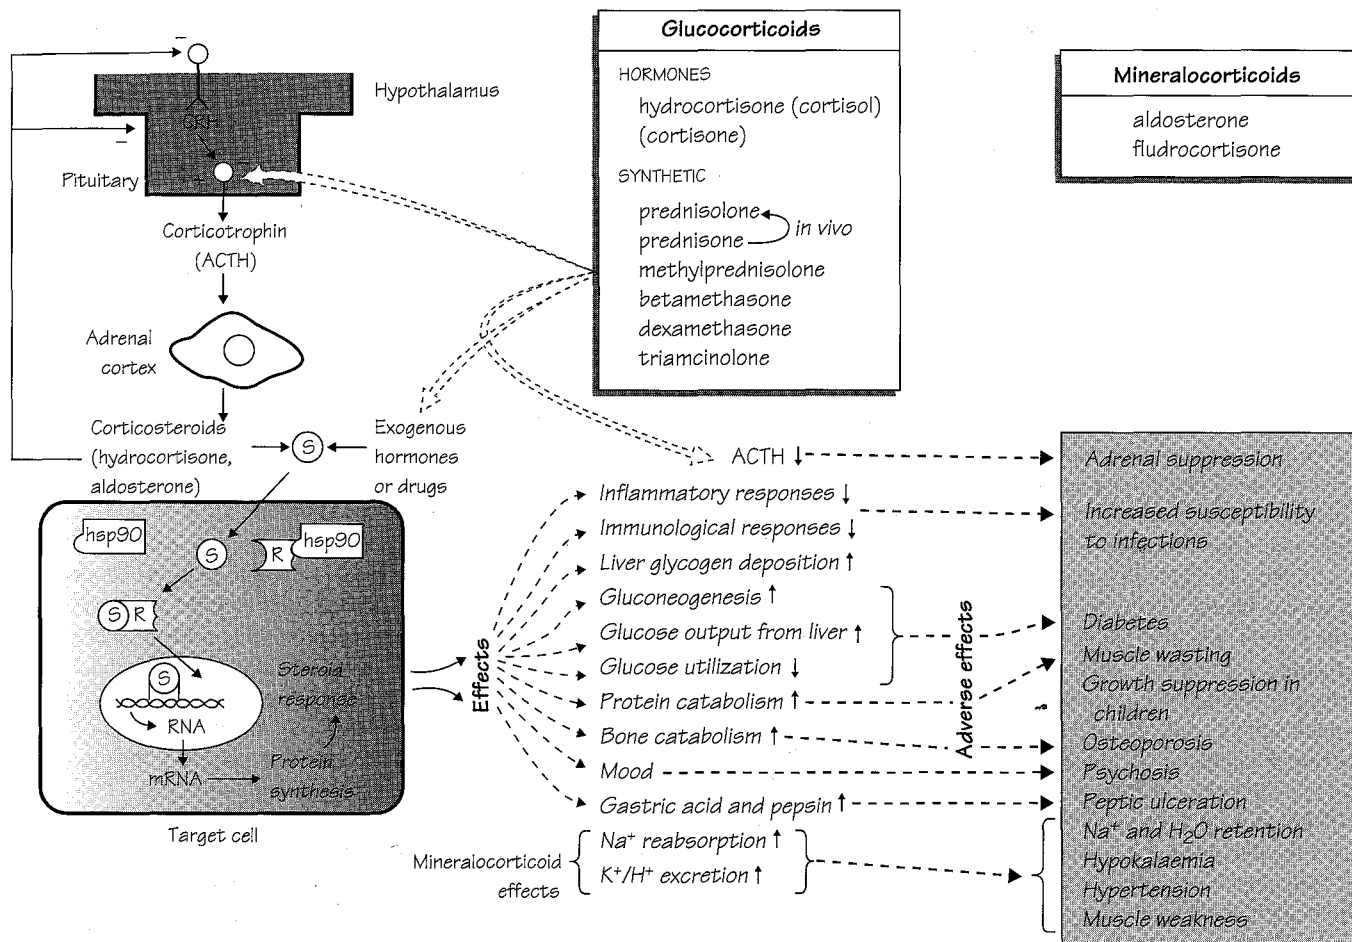 −
Hypothalamus
CRH
−
Pituitary
−
+
Corticotrophin
(ACTH)
Adrenal
cortex
Corticosteroids
(hydrocortisone,
aldosterone)
S
Exogenous
hormones
or drugs
hsp90
S
R
hsp90
S R
S
RNA
mRNA
Steroid
response
Protein
synthesis
Target cell
Glucocorticoids
HORMONES
hydrocortisone (cortisol)
(cortisone)
SYNTHETIC
prednisolone
prednisone
in vivo
methylprednisolone
betamethasone
dexamethasone
triamcinolone
Mineralocorticoids
aldosterone
fludrocortisone
Effects
ACTH ↓
Inflammatory responses ↓
Immunological responses ↓
Liver glycogen deposition ↑
Gluconeogenesis ↑
Glucose output from liver ↑
Glucose utilization ↓
Protein catabolism ↑
Bone catabolism ↑
Mood
Gastric acid and pepsin ↑
Mineralocorticoid
effects
Na⁺ reabsorption ↑
K⁺/H⁺ excretion ↑
Adverse effects
Adrenal suppression
Increased susceptibility
to infections
Diabetes
Muscle wasting
Growth suppression in
children
Osteoporosis
Psychosis
Peptic ulceration
Na⁺ and H₂O retention
Hypokalaemia
Hypertension
Muscle weakness